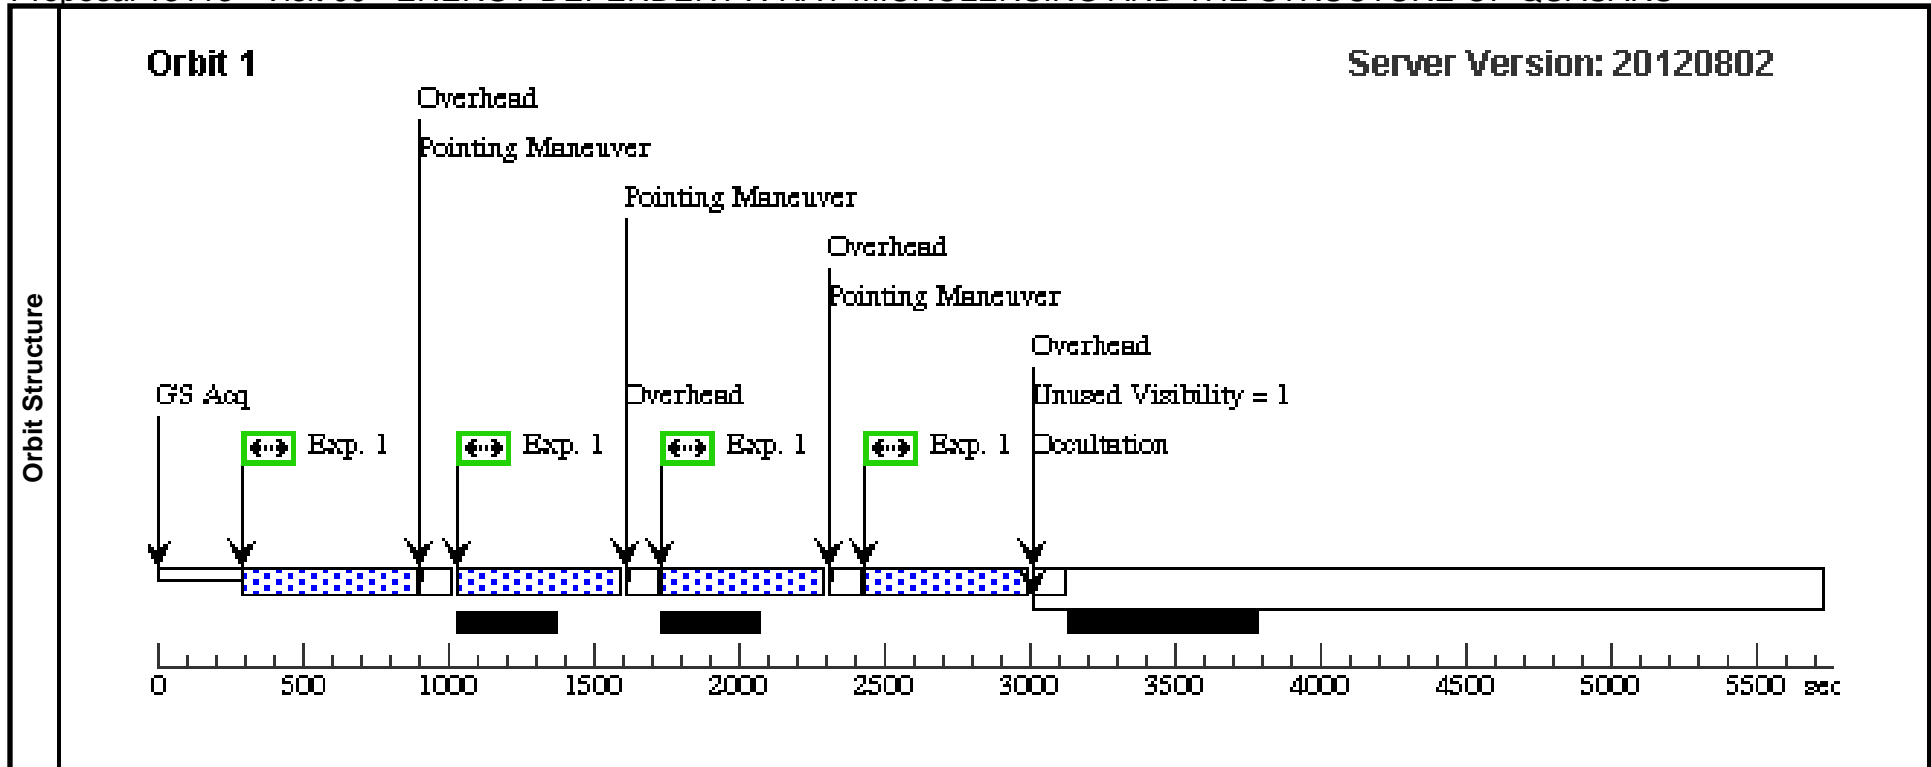 Orbit 1
Server Version: 20120802
Overhead
Pointing Maneuver
Pointing Maneuver
Overhead
Pointing Maneuver
Overhead
GS Acq
Overhead
Unused Visibility = 1
Exp. 1
Exp. 1
Exp. 1
Exp. 1
Occultation
Orbit Structure
0 500 1000 1500 2000 2500 3000 3500 4000 4500 5000 5500 sec